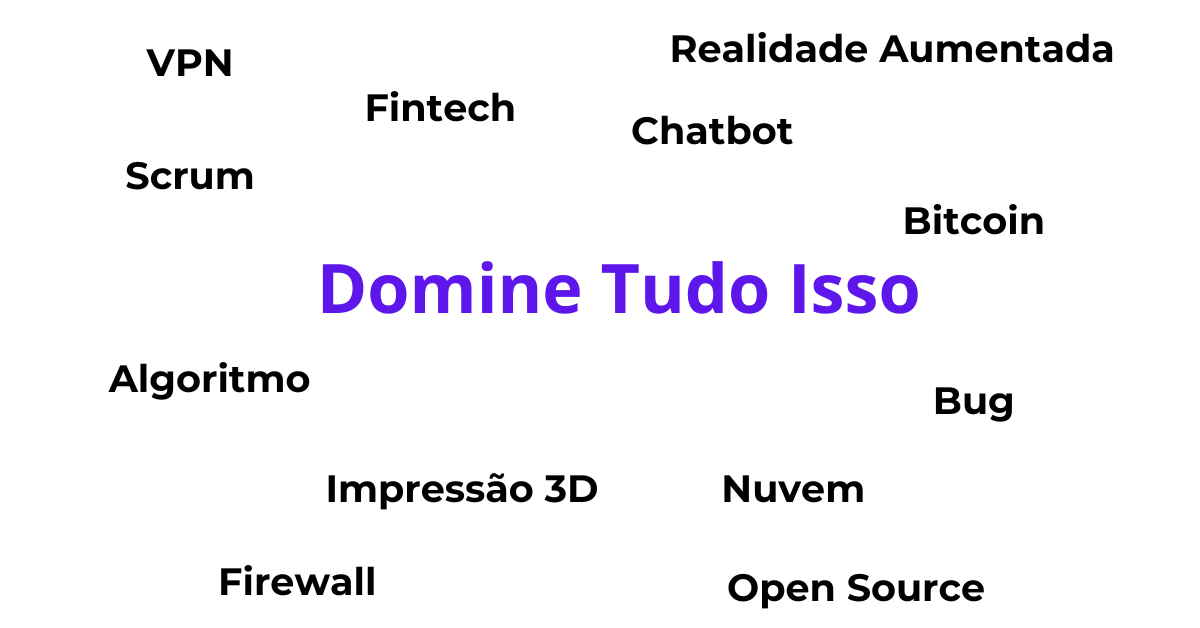 Realidade Aumentada
VPN
Fintech
Chatbot
Scrum
Bitcoin
Domine Tudo Isso
Algoritmo
Bug
Impressão 3D
Nuvem
Firewall
Open Source